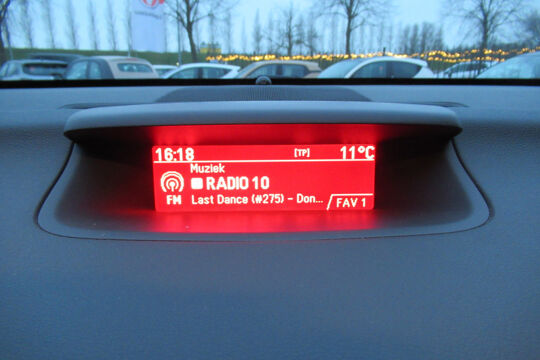 16:18 [TP] 11°C
Muziek
RADIO 10
FM Last Dance (#275) - Don... FAV 1